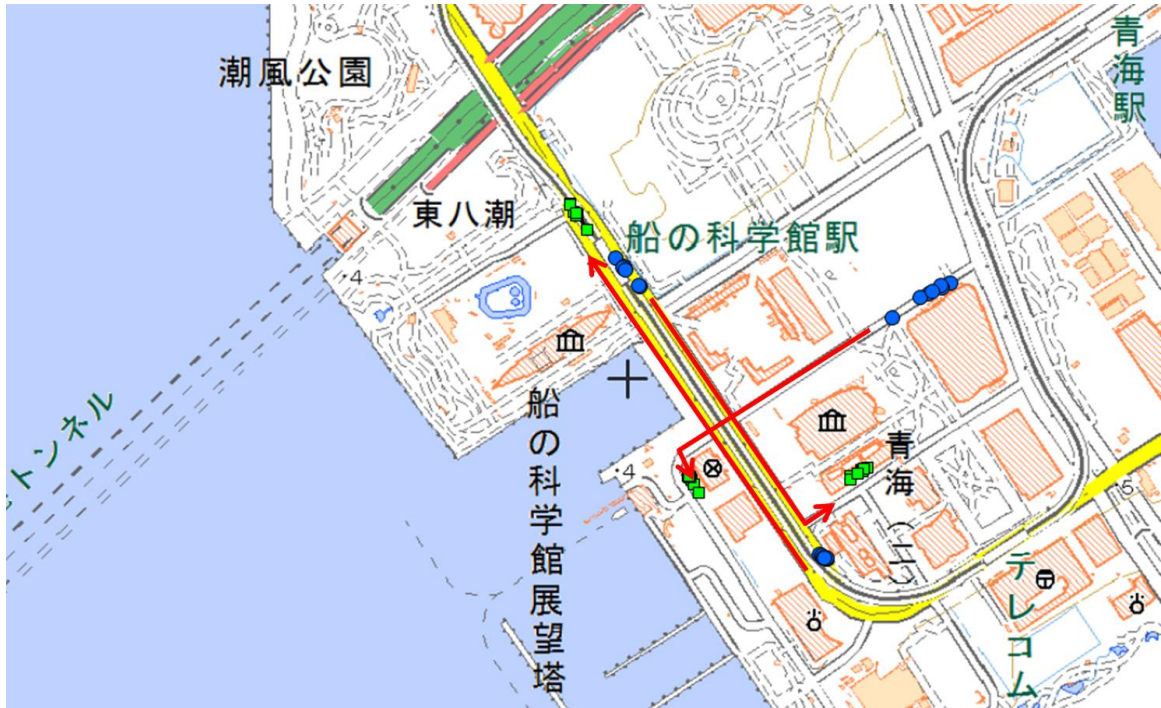 潮風公園
青海駅
東八潮
船の科学館駅
·4
トンネル
船の科学館展望塔
·4
青海(二)
·5
テレコム